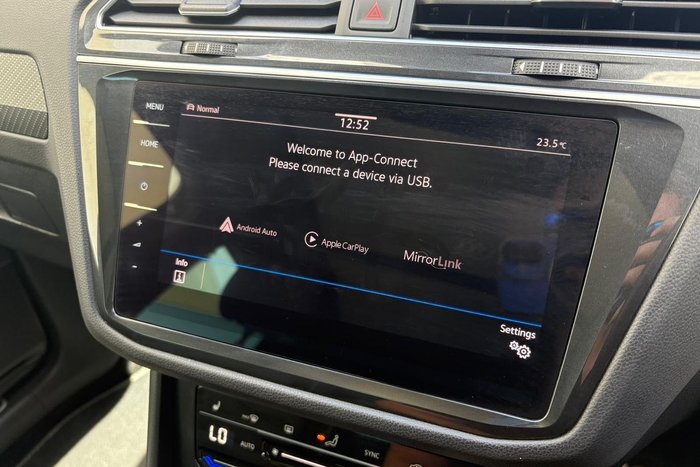 MENU
Normal
12:52
23.5°C
HOME
Welcome to App-Connect
Please connect a device via USB.
Android Auto
Apple CarPlay
MirrorLink
Info
Settings
LO
AUTO
SYNC